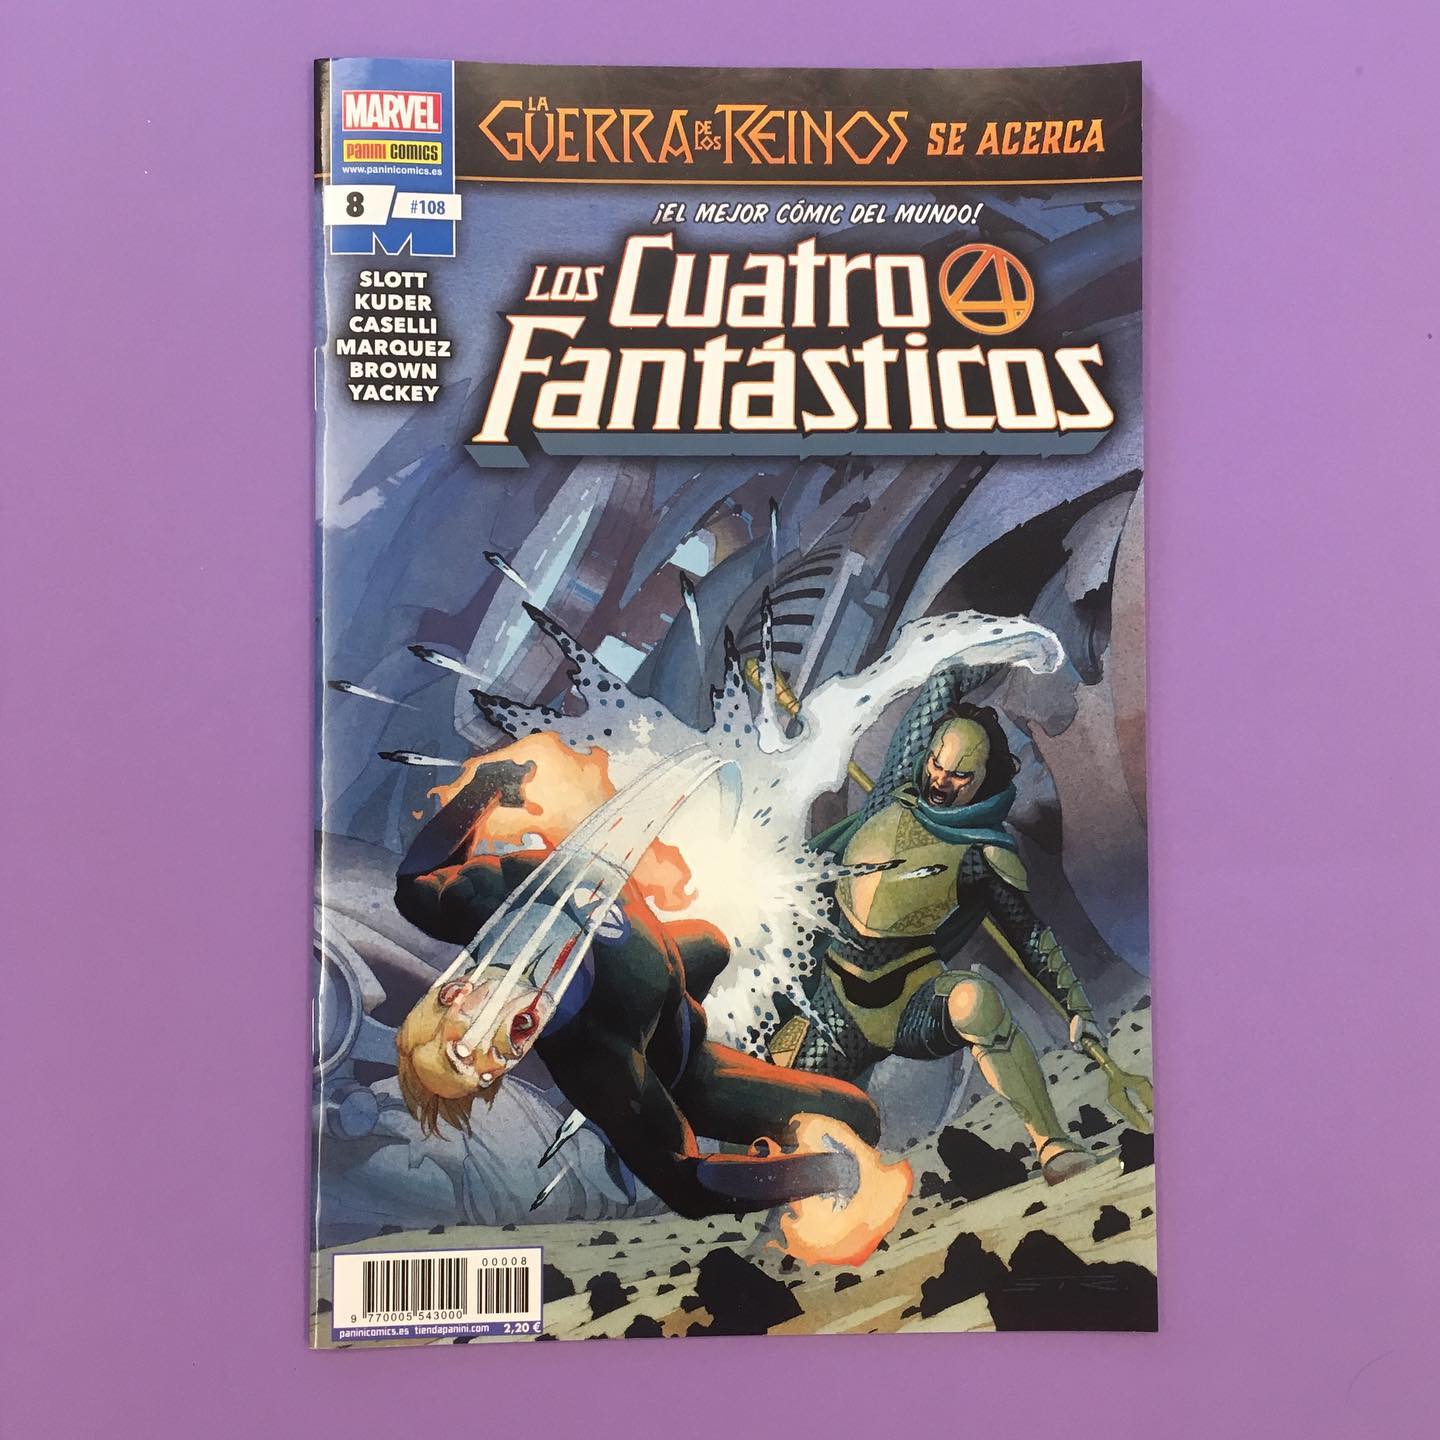 MARVEL
PANINI COMICS
www.paninicomics.es
8 #108
LA GUERRA DE LOS REINOS SE ACERCA
¡EL MEJOR CÓMIC DEL MUNDO!
LOS CUATRO 4
FANTÁSTICOS
SLOTT
KUDER
CASELLI
MARQUEZ
BROWN
YACKEY
00008
9 770005 543000
paninicomics.es tiendapanini.com 2,20 €